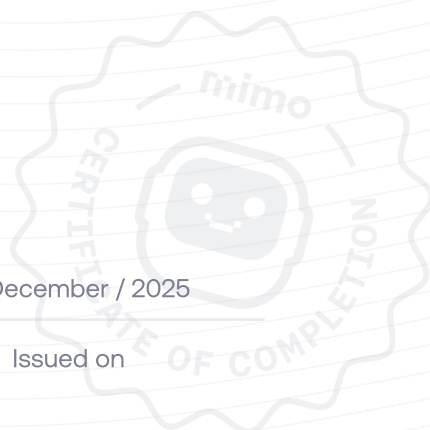 mimo
CERTIFICATE OF COMPLETION
December / 2025
Issued on